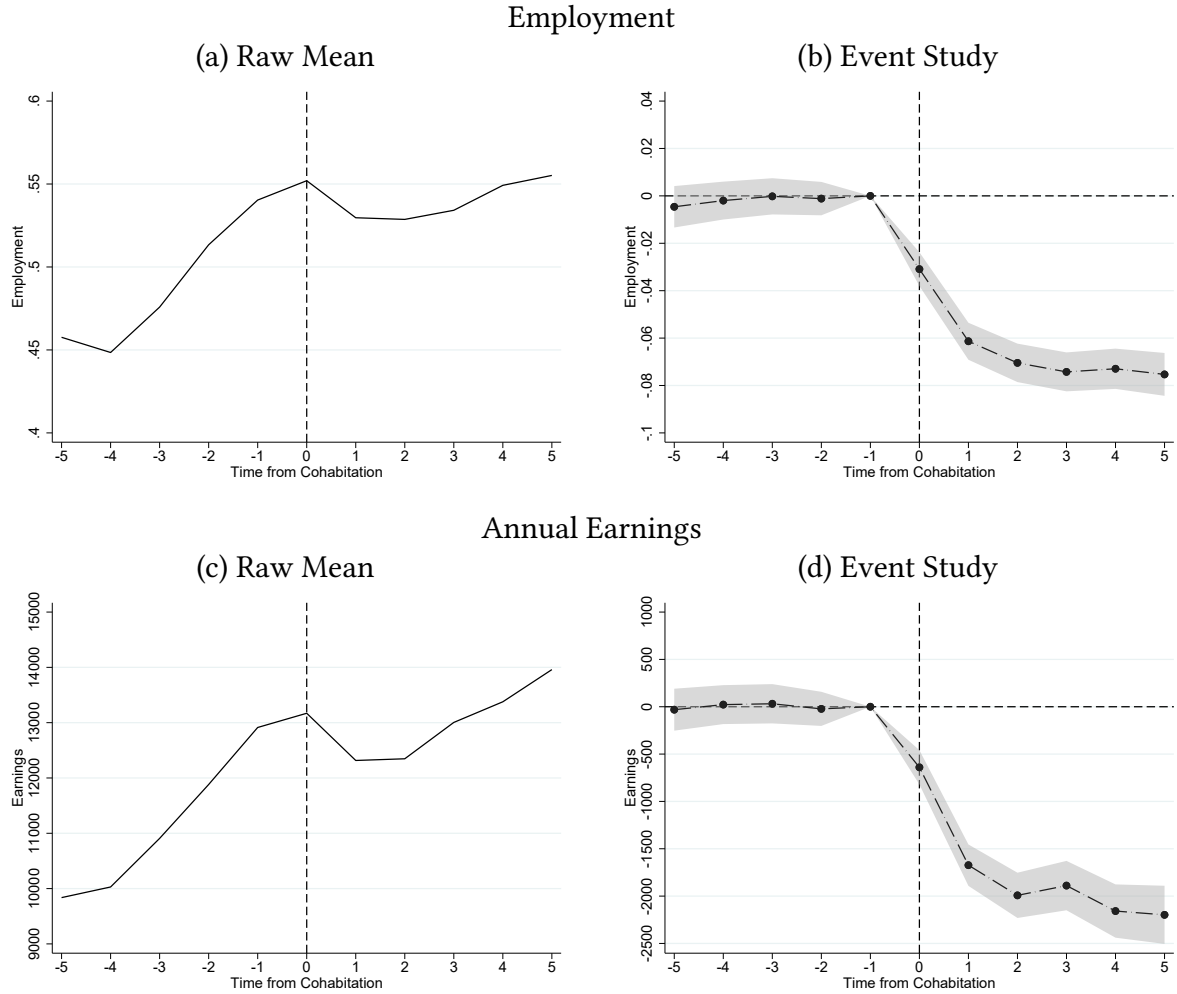 Employment
(a) Raw Mean
(b) Event Study
.6
.55
.5
.45
.4
Employment
-5 -4 -3 -2 -1 0 1 2 3 4 5
Time from Cohabitation
.04
.02
0
-.02
-.04
-.06
-.08
-.1
Employment
-5 -4 -3 -2 -1 0 1 2 3 4 5
Time from Cohabitation
Annual Earnings
(c) Raw Mean
(d) Event Study
15000
14000
13000
12000
11000
10000
9000
Earnings
-5 -4 -3 -2 -1 0 1 2 3 4 5
Time from Cohabitation
1000
500
0
-500
-1000
-1500
-2000
-2500
Earnings
-5 -4 -3 -2 -1 0 1 2 3 4 5
Time from Cohabitation